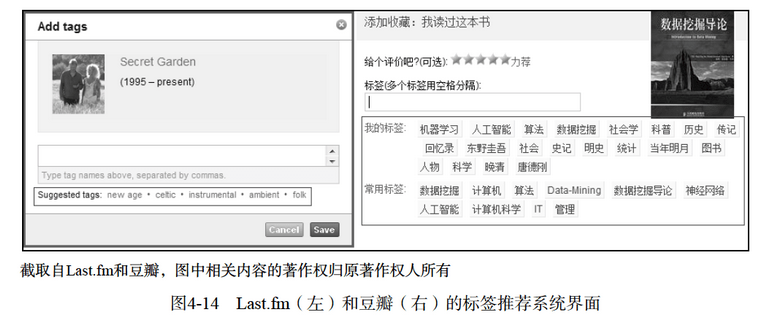 Add tags
Secret Garden
(1995 – present)
Type tag names above, separated by commas.
Suggested tags: new age • celtic • instrumental • ambient • folk
Cancel Save
添加收藏：我读过这本书
给个评价吧?(可选): 力荐
标签(多个标签用空格分隔):
我的标签: 机器学习 人工智能 算法 数据挖掘 社会学 科普 历史 传记
回忆录 东野圭吾 社会 史记 明史 统计 当年明月 图书
人物 科学 晚清 唐德刚
常用标签: 数据挖掘 计算机 算法 Data-Mining 数据挖掘导论 神经网络
人工智能 计算机科学 IT 管理
数据挖掘导论
Introduction to Data Mining
截取自Last.fm和豆瓣，图中相关内容的著作权归原著作权人所有
图4-14 Last.fm（左）和豆瓣（右）的标签推荐系统界面